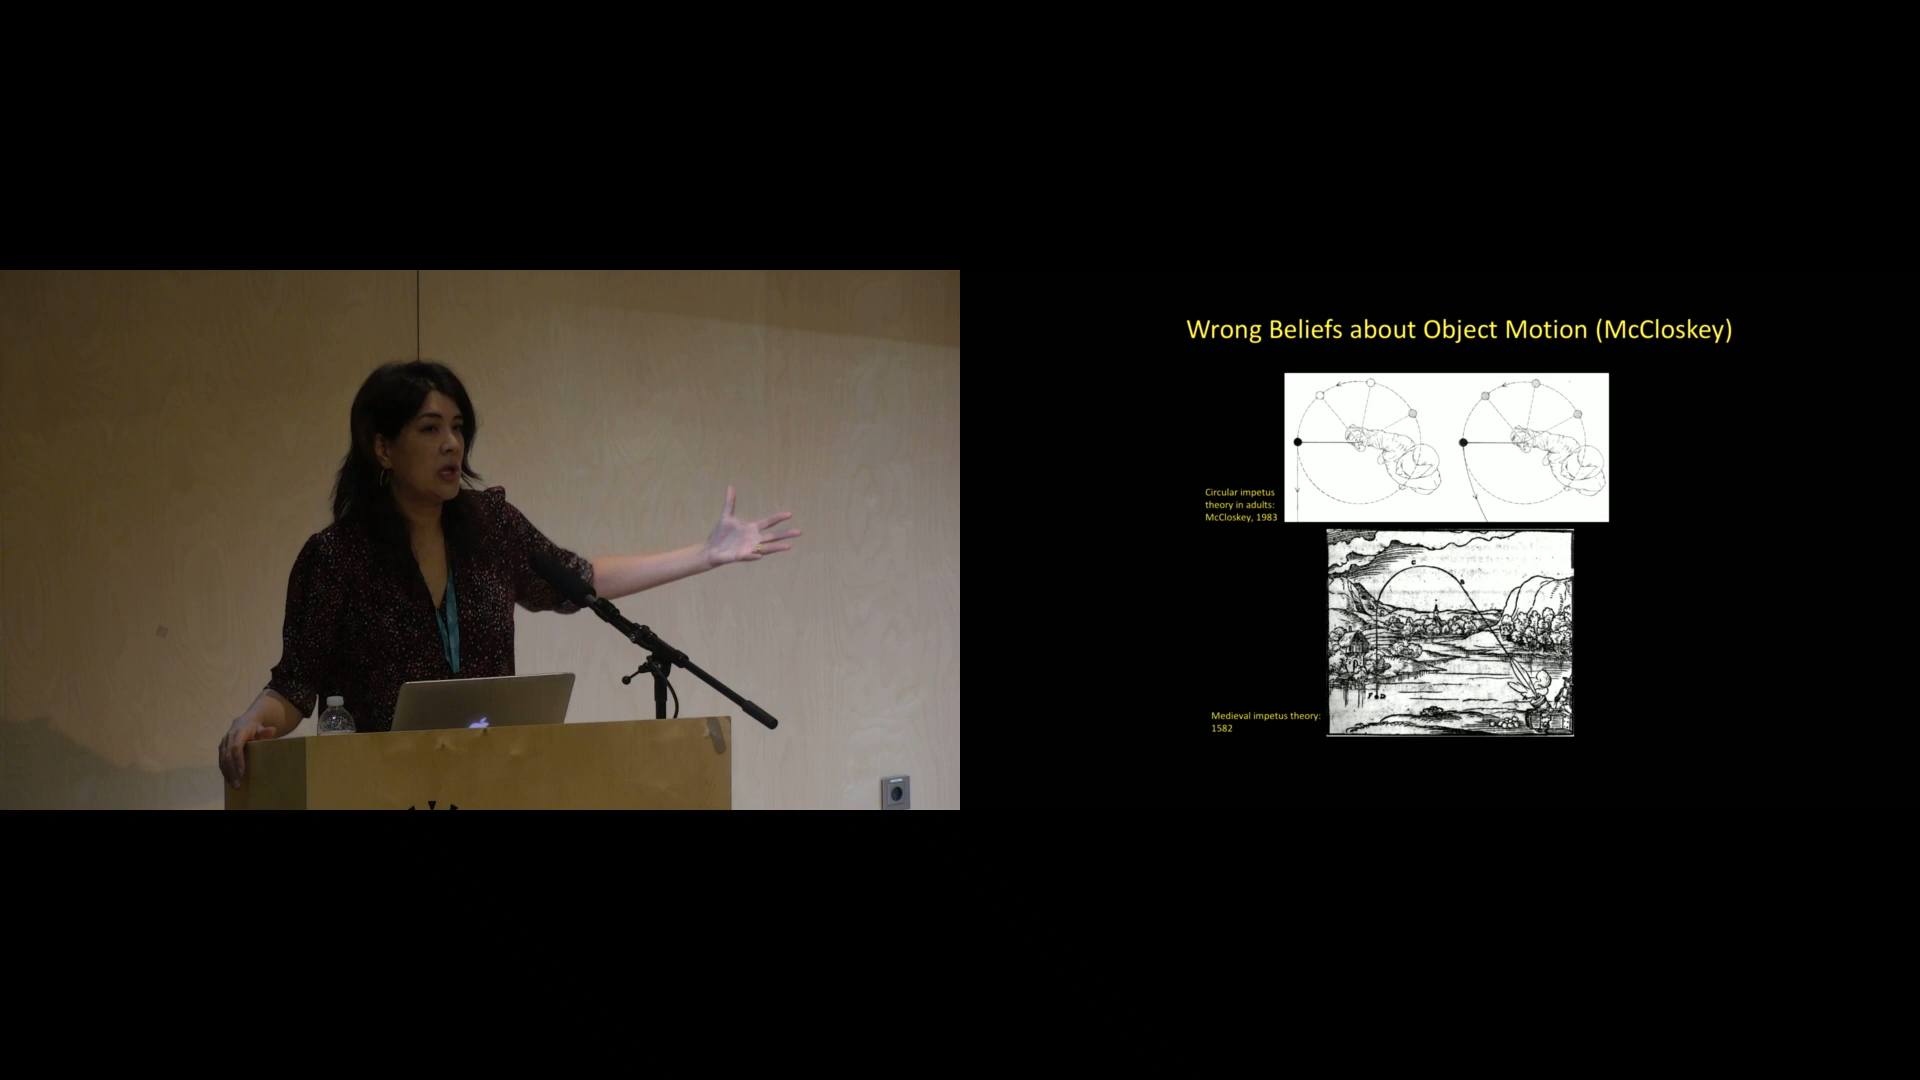 Wrong Beliefs about Object Motion (McCloskey)
Circular impetus
theory in adults:
McCloskey, 1983
Medieval impetus theory:
1582